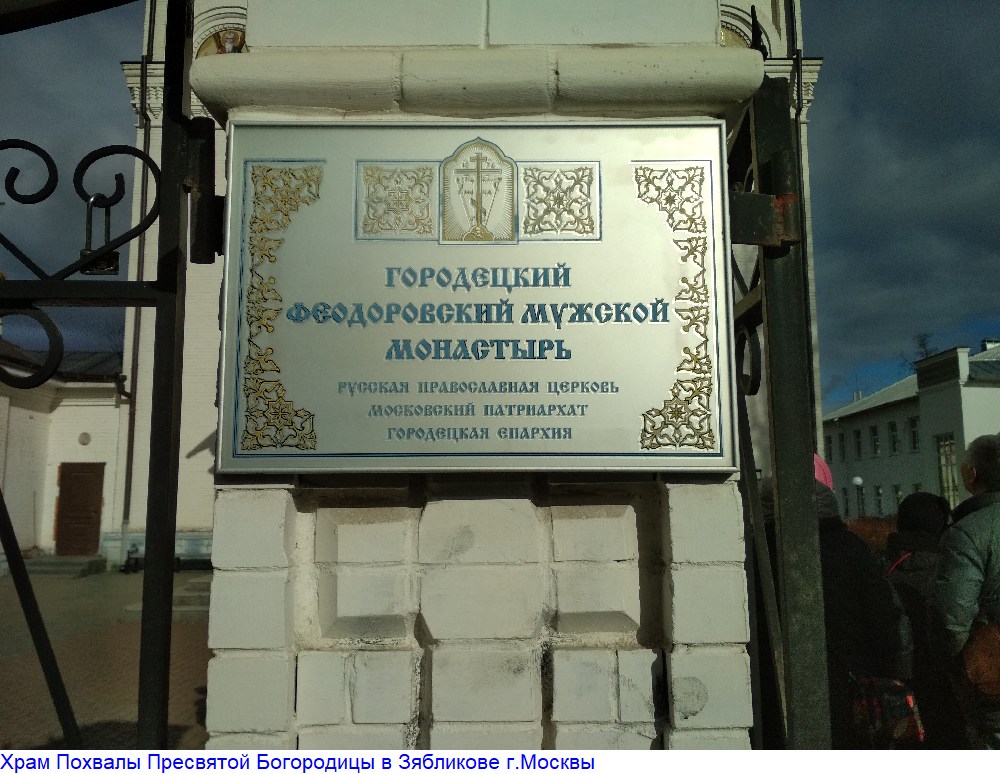 ГОРОДЕЦКИЙ
ФЕОДОРОВСКИЙ МУЖСКОЙ
МОНАСТЫРЬ
РУССКАЯ ПРАВОСЛАВНАЯ ЦЕРКОВЬ
МОСКОВСКИЙ ПАТРИАРХАТ
ГОРОДЕЦКАЯ ЕПАРХИЯ
Храм Похвалы Пресвятой Богородицы в Зябликове г.Москвы